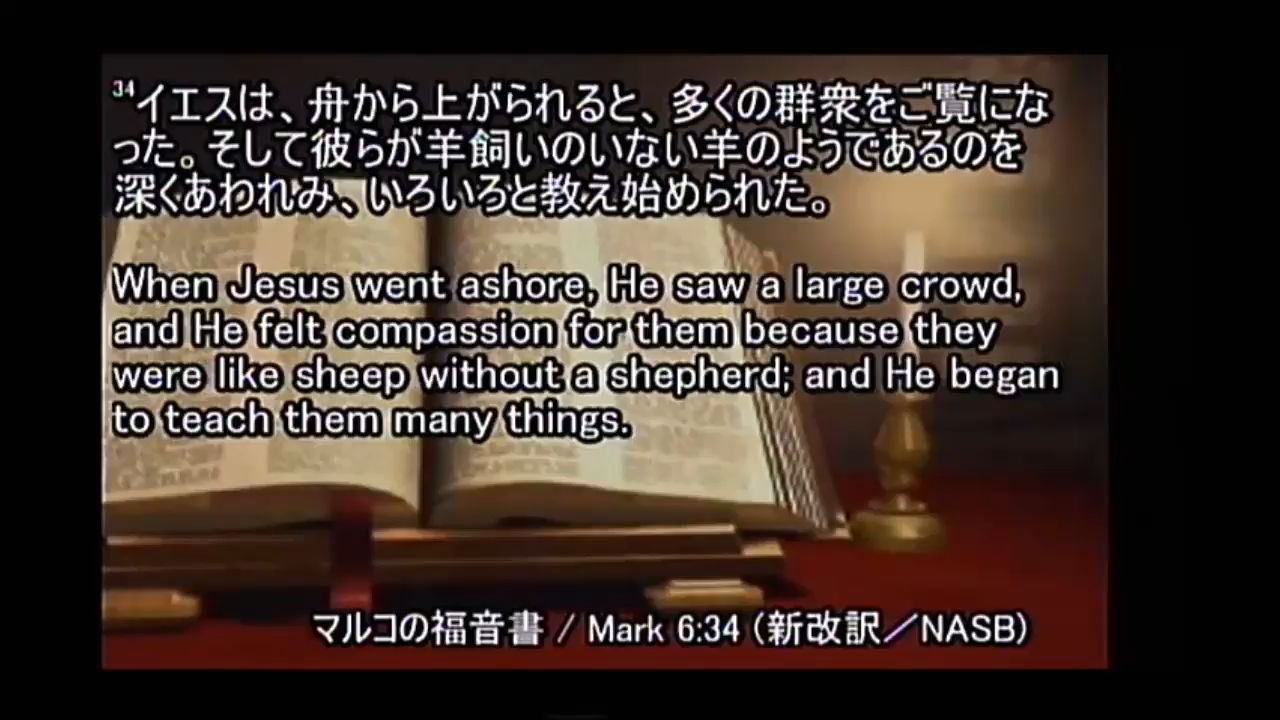 34イエスは、舟から上がられると、多くの群衆をご覧にな
った。そして彼らが羊飼いのいない羊のようであるのを
深くあわれみ、いろいろと教え始められた。
When Jesus went ashore, He saw a large crowd,
and He felt compassion for them because they
were like sheep without a shepherd; and He began
to teach them many things.
マルコの福音書 / Mark 6:34 (新改訳／NASB)